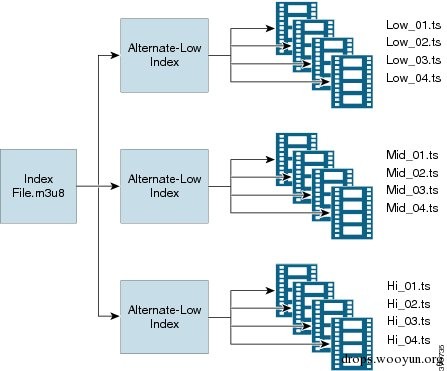 Low_01.ts
Low_02.ts
Low_03.ts
Low_04.ts
Alternate-Low
Index
Index
File.m3u8
Alternate-Low
Index
Mid_01.ts
Mid_02.ts
Mid_03.ts
Mid_04.ts
Alternate-Low
Index
Hi_01.ts
Hi_02.ts
Hi_03.ts
Hi_04.ts
drops.wooyun.org